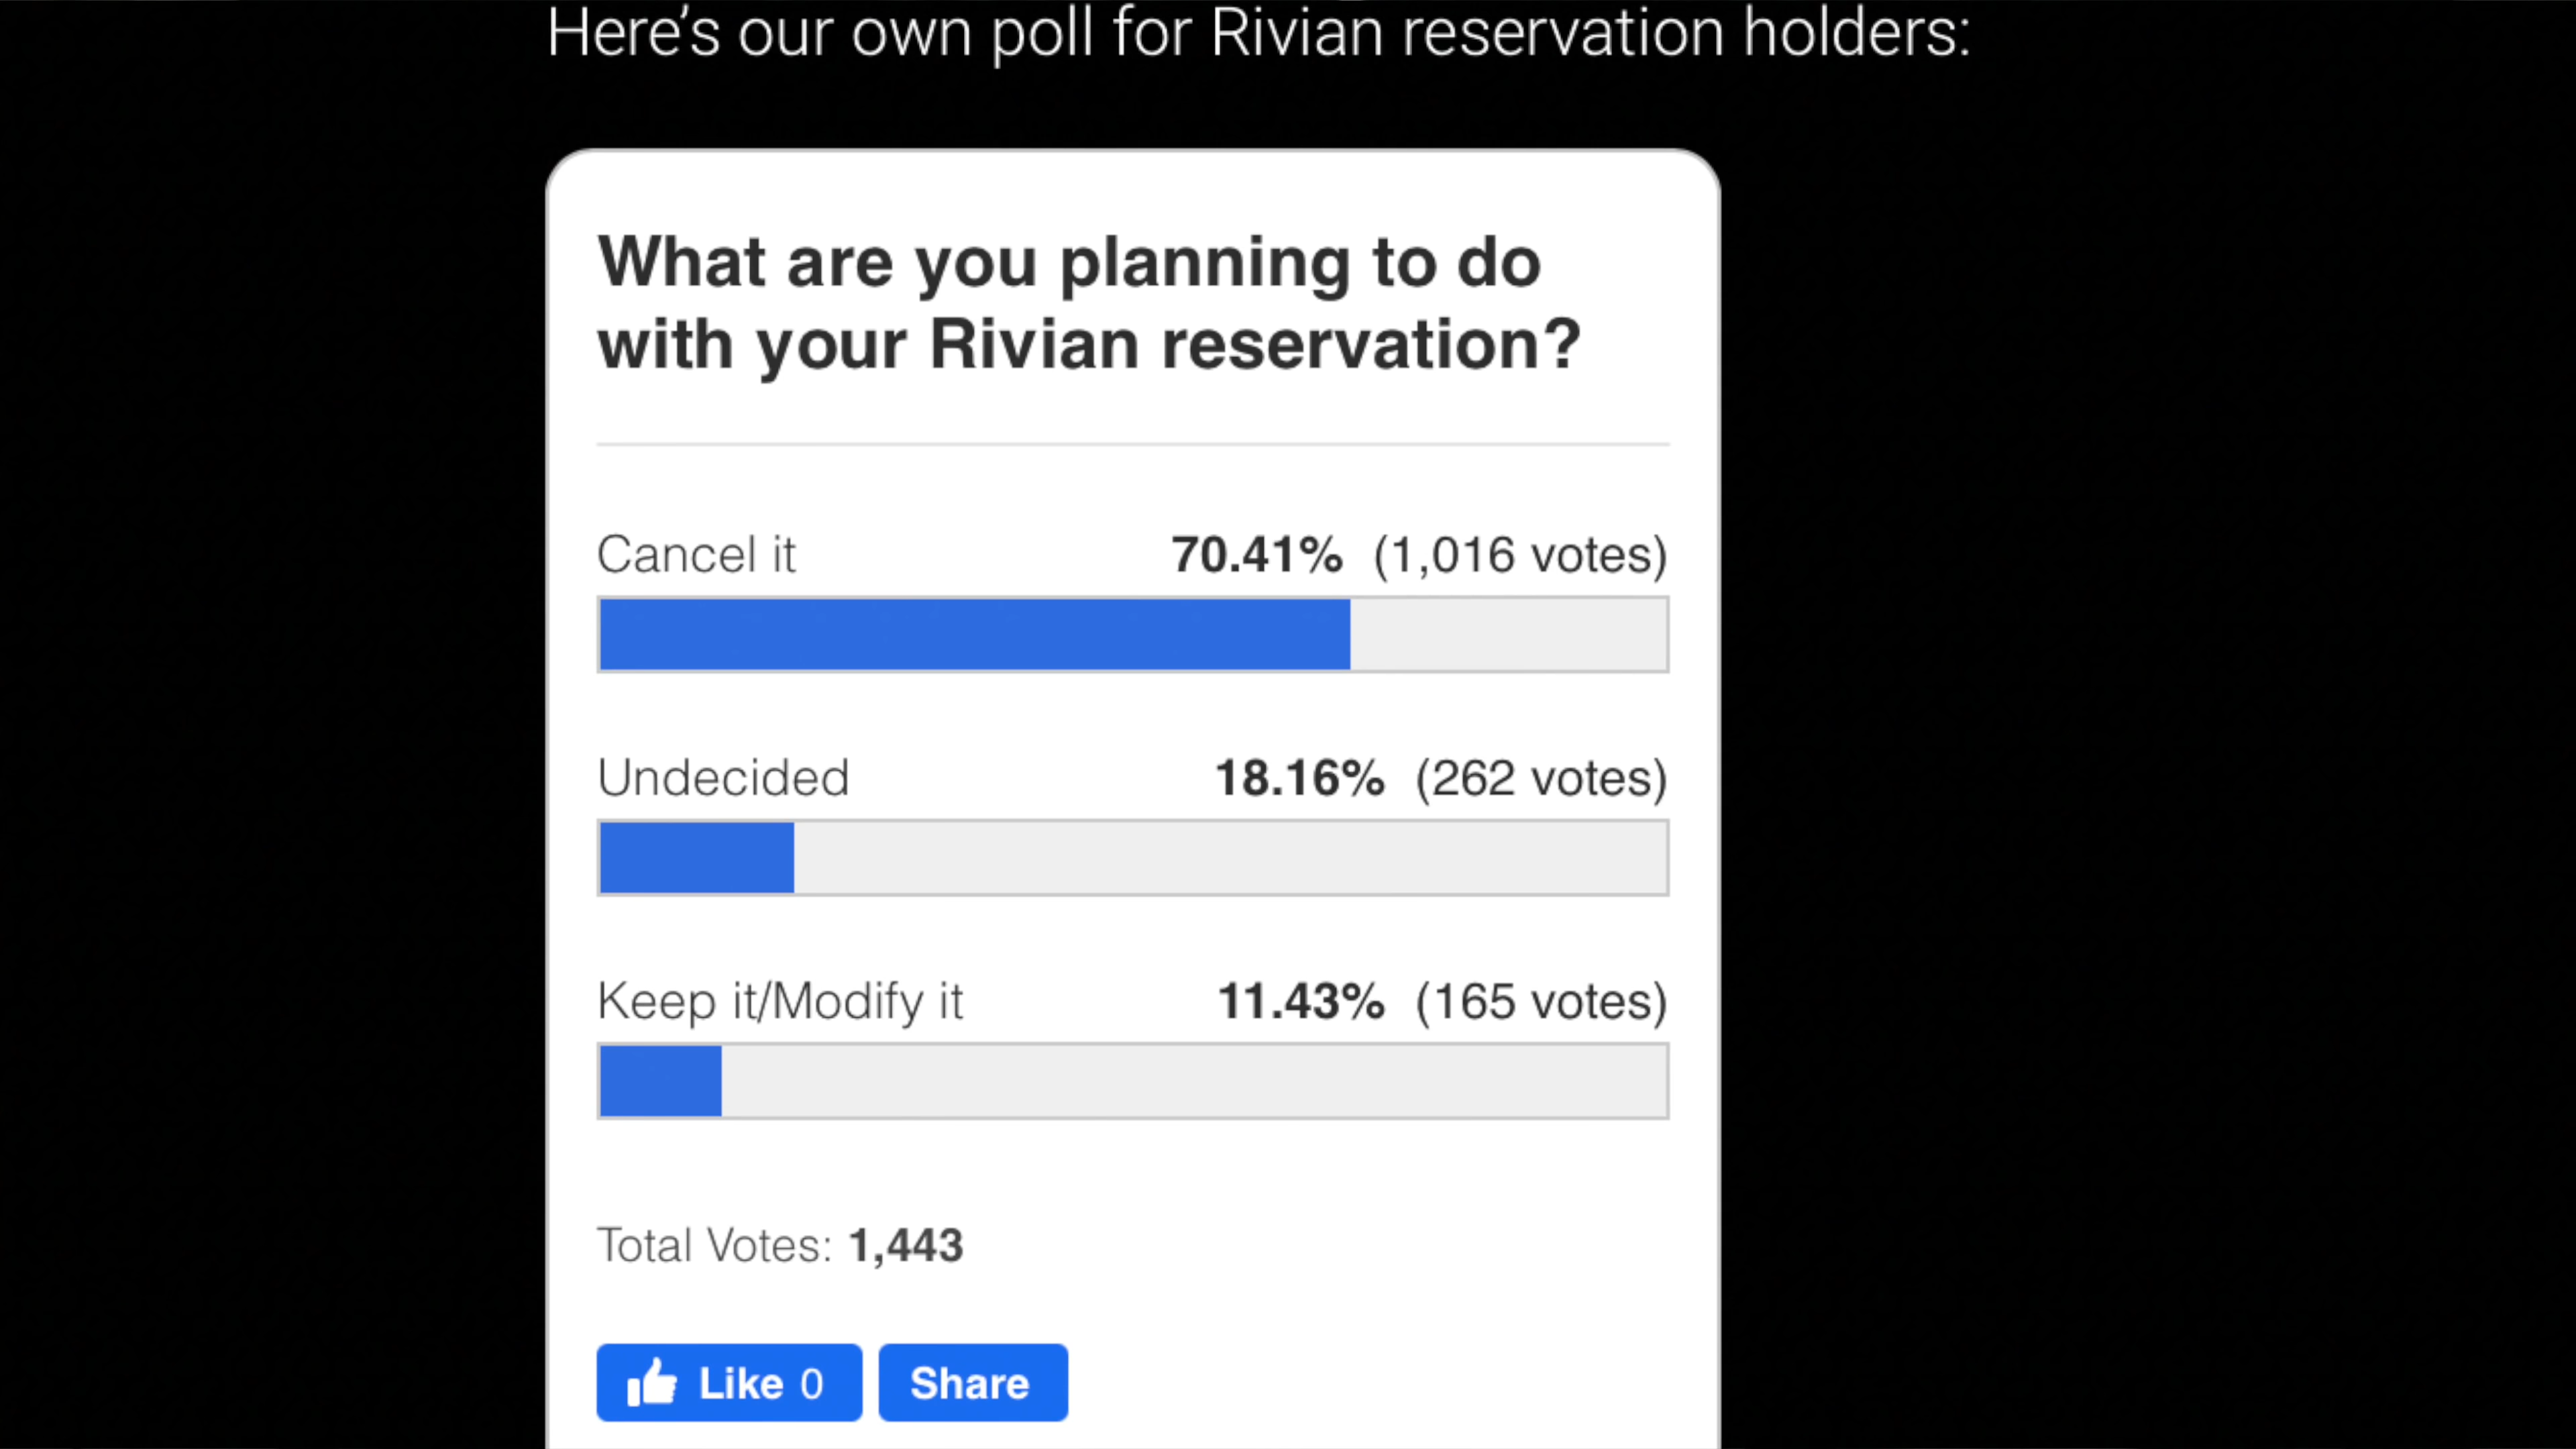 Here's our own poll for Rivian reservation holders:
What are you planning to do
with your Rivian reservation?
Cancel it 70.41% (1,016 votes)
Undecided 18.16% (262 votes)
Keep it/Modify it 11.43% (165 votes)
Total Votes: 1,443
Like 0 Share